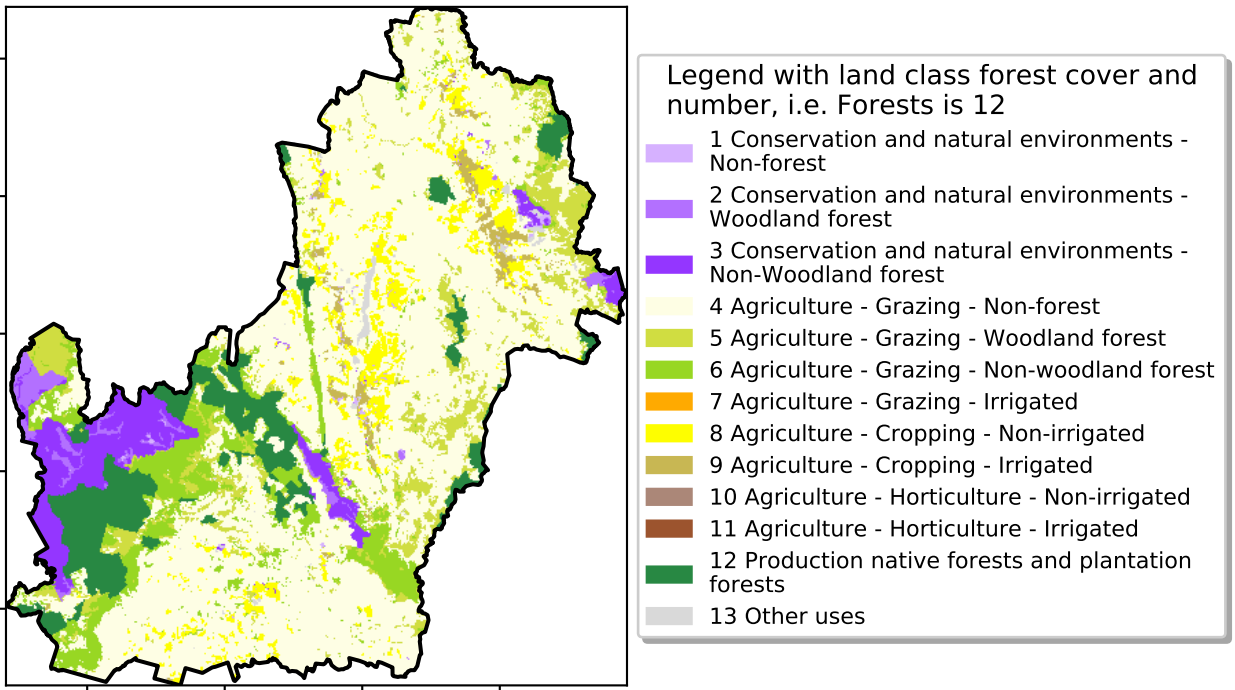 Legend with land class forest cover and
number, i.e. Forests is 12
1 Conservation and natural environments -
Non-forest
2 Conservation and natural environments -
Woodland forest
3 Conservation and natural environments -
Non-Woodland forest
4 Agriculture - Grazing - Non-forest
5 Agriculture - Grazing - Woodland forest
6 Agriculture - Grazing - Non-woodland forest
7 Agriculture - Grazing - Irrigated
8 Agriculture - Cropping - Non-irrigated
9 Agriculture - Cropping - Irrigated
10 Agriculture - Horticulture - Non-irrigated
11 Agriculture - Horticulture - Irrigated
12 Production native forests and plantation
forests
13 Other uses